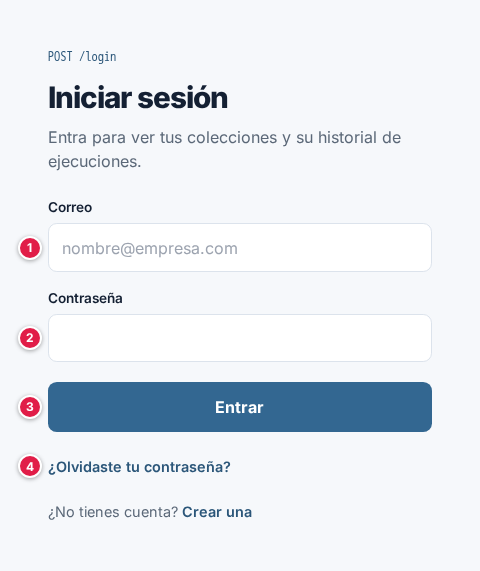 POST /login
Iniciar sesión
Entra para ver tus colecciones y su historial de
ejecuciones.
Correo
1
nombre@empresa.com
Contraseña
2
3
Entrar
4
¿Olvidaste tu contraseña?
¿No tienes cuenta? Crear una